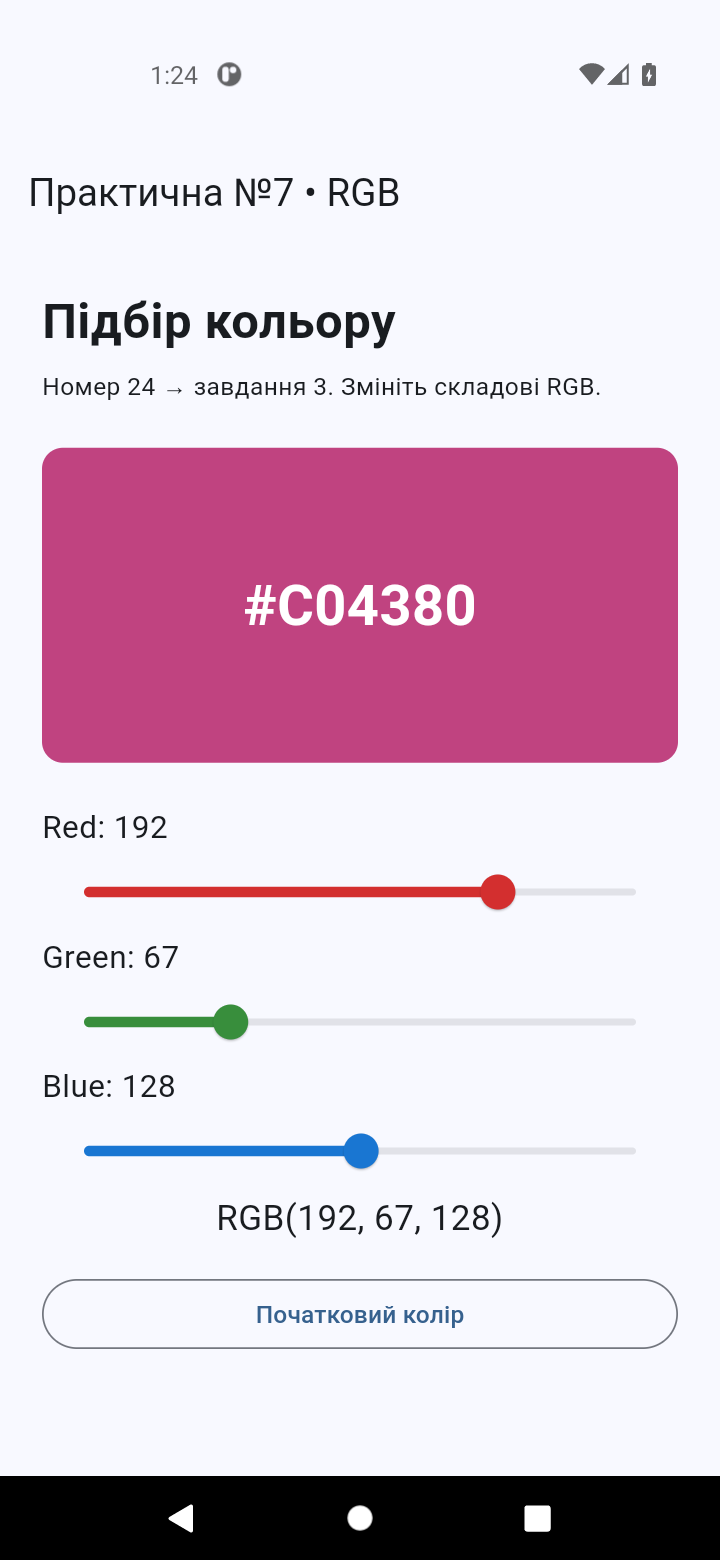 1:24
Практична №7 • RGB
Підбір кольору
Номер 24 → завдання 3. Змініть складові RGB.
#C04380
Red: 192
Green: 67
Blue: 128
RGB(192, 67, 128)
Початковий колір